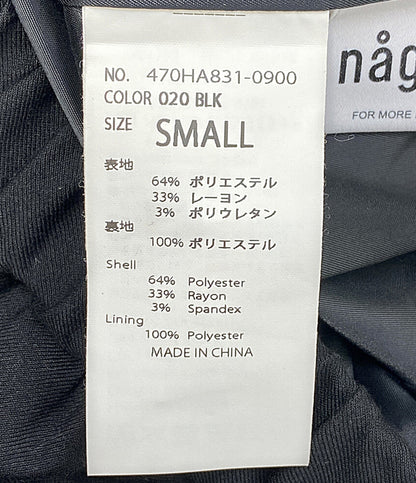 NO. 470HA831-0900
COLOR 020 BLK
SIZE SMALL
表地
64% ポリエステル
33% レーヨン
3% ポリウレタン
裏地
100% ポリエステル
Shell
64% Polyester
33% Rayon
3% Spandex
Lining
100% Polyester
MADE IN CHINA
någ
FOR MORE